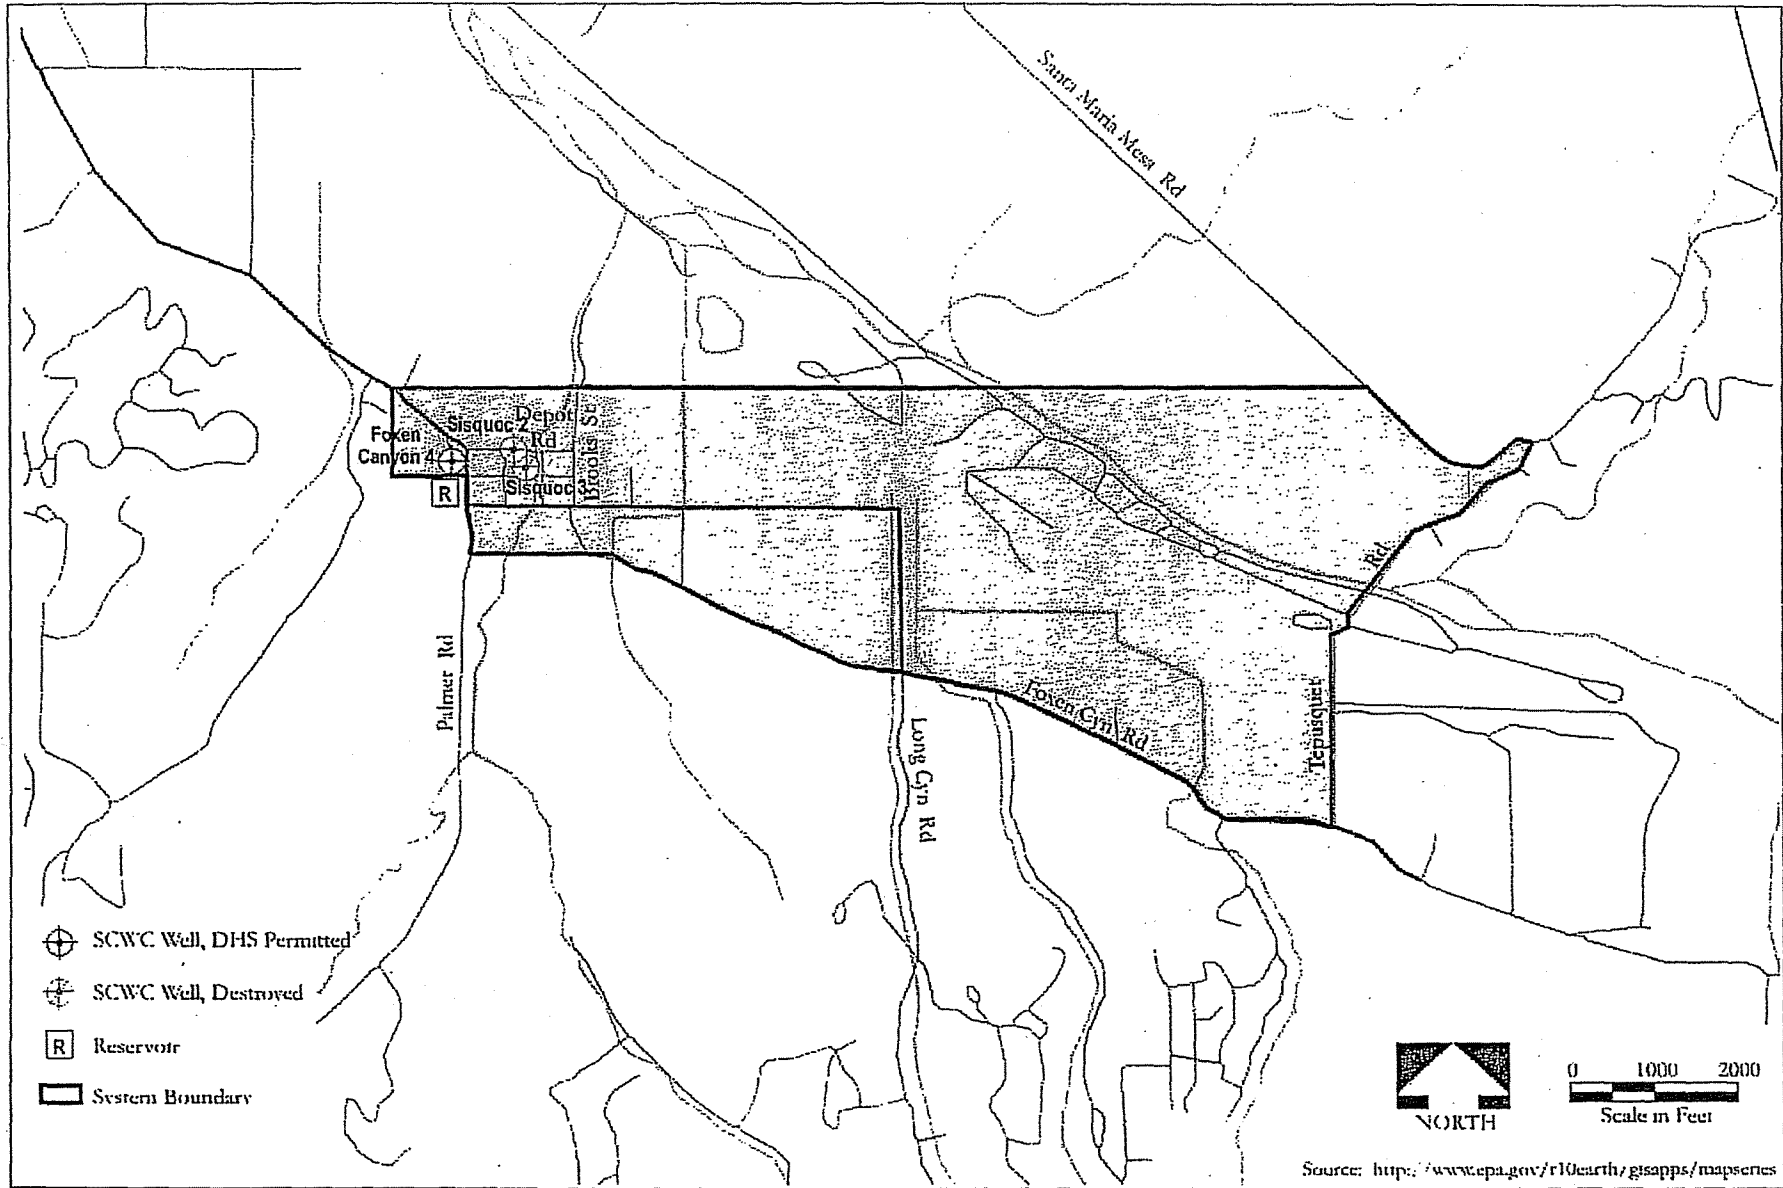 Santa Maria Mesa Rd
Depot
Sisquoc 2
Rd
Foxen
Canyon 4
R
Sisquoc 3
Brooks St
Rd
Palmer Rd
Long Cyn Rd
Foxen Cyn Rd
Tepusquet
SCWC Well, DHS Permitted
SCWC Well, Destroyed
R
Reservoir
System Boundary
NORTH
0 1000 2000
Scale in Feet
Source: http://www.epa.gov/r10earth/gisapps/mapseries